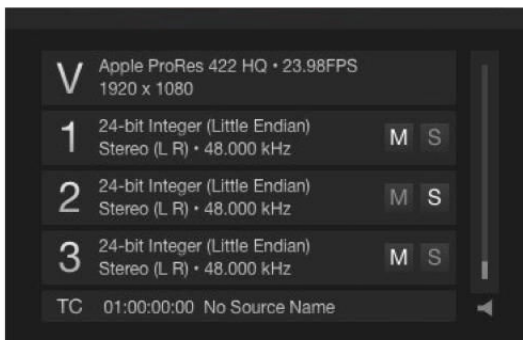 V Apple ProRes 422 HQ • 23.98FPS
1920 x 1080
1 24-bit Integer (Little Endian) M S
Stereo (L R) • 48.000 kHz
2 24-bit Integer (Little Endian) M S
Stereo (L R) • 48.000 kHz
3 24-bit Integer (Little Endian) M S
Stereo (L R) • 48.000 kHz
TC 01:00:00:00 No Source Name